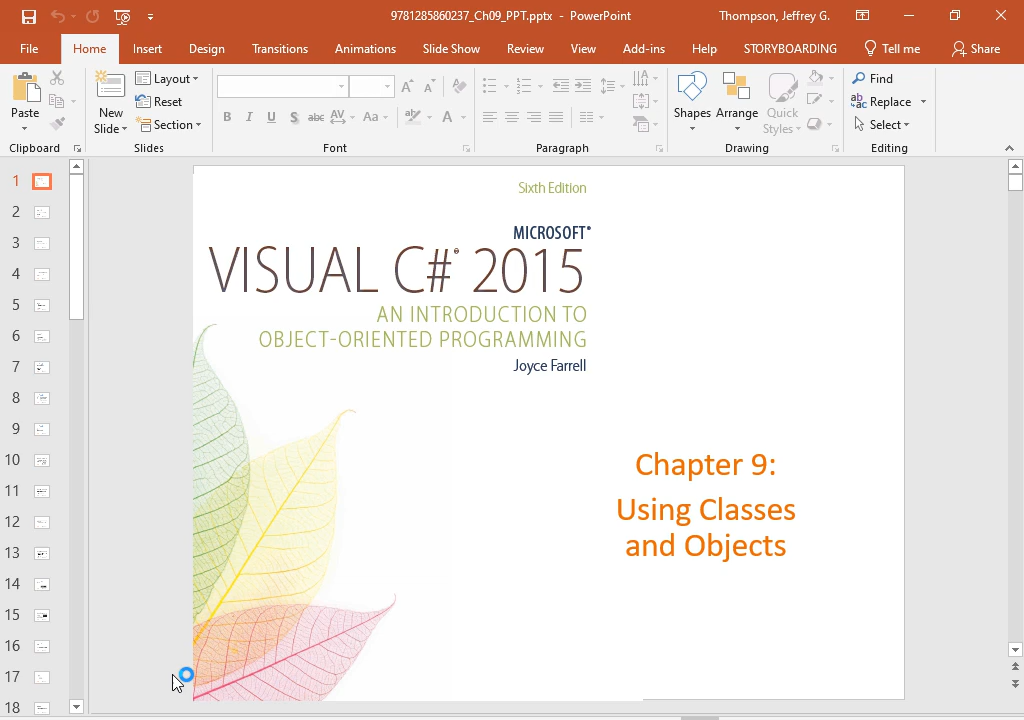 9781285860237_Ch09_PPT.pptx - PowerPoint
Thompson, Jeffrey G.
File Home Insert Design Transitions Animations Slide Show Review View Add-ins Help STORYBOARDING Tell me Share
Paste
New
Slide
Layout
Reset
Section
B I U S abc AV Aa A
Shapes
Arrange
Quick
Styles
Find
Replace
Select
Clipboard Slides Font Paragraph Drawing Editing
1
2
3
4
5
6
7
8
9
10
11
12
13
14
15
16
17
18
Sixth Edition
MICROSOFT®
VISUAL C#® 2015
AN INTRODUCTION TO
OBJECT-ORIENTED PROGRAMMING
Joyce Farrell
Chapter 9:
Using Classes
and Objects